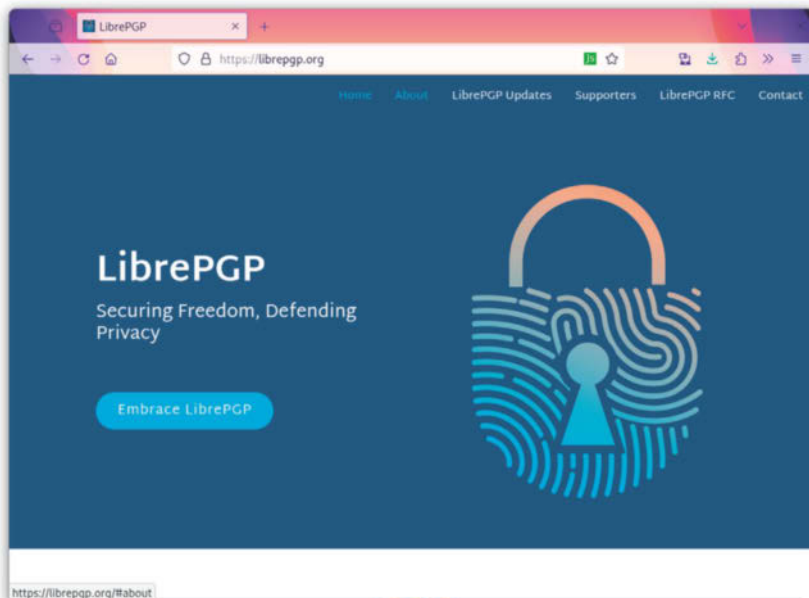 LibrePGP
https://librepgp.org
JS
Home About LibrePGP Updates Supporters LibrePGP RFC Contact
LibrePGP
Securing Freedom, Defending
Privacy
Embrace LibrePGP
https://librepgp.org/#about